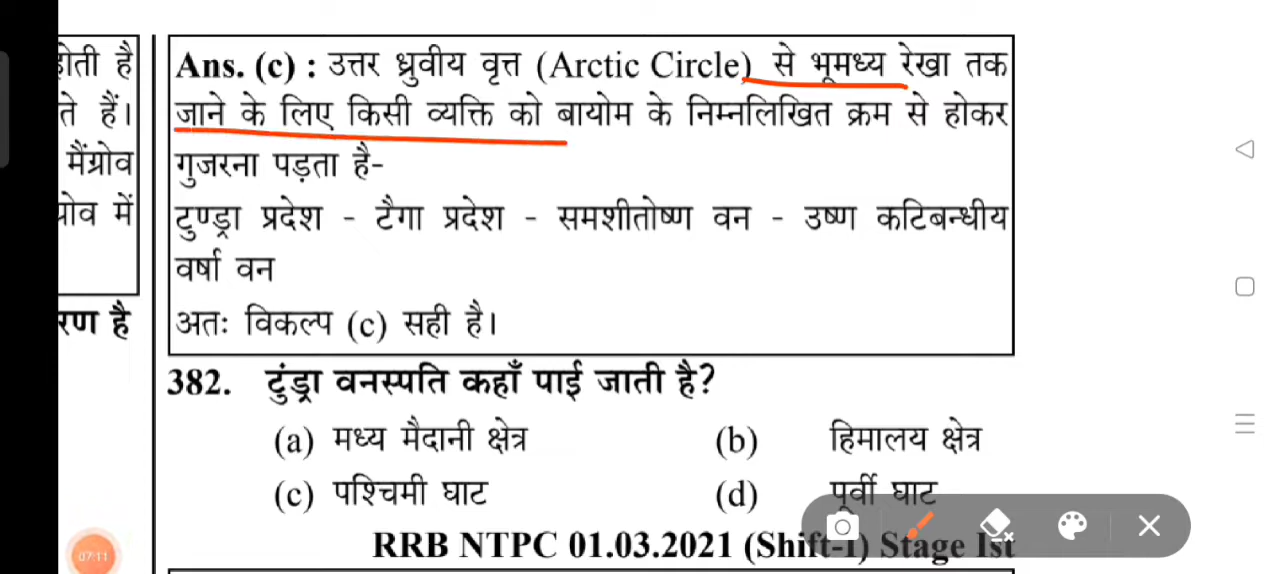 होती है
ते हैं।
मैंग्रोव
ग्रोव में
रण है
Ans. (c) : उत्तर ध्रुवीय वृत्त (Arctic Circle) से भूमध्य रेखा तक
जाने के लिए किसी व्यक्ति को बायोम के निम्नलिखित क्रम से होकर
गुजरना पड़ता है-
टुण्ड्रा प्रदेश - टैगा प्रदेश - समशीतोष्ण वन - उष्ण कटिबन्धीय
वर्षा वन
अतः विकल्प (c) सही है।
382. टुंड्रा वनस्पति कहाँ पाई जाती है?
(a) मध्य मैदानी क्षेत्र (b) हिमालय क्षेत्र
(c) पश्चिमी घाट (d) पूर्वी घाट
RRB NTPC 01.03.2021 (Shift-I) Stage Ist
07:11